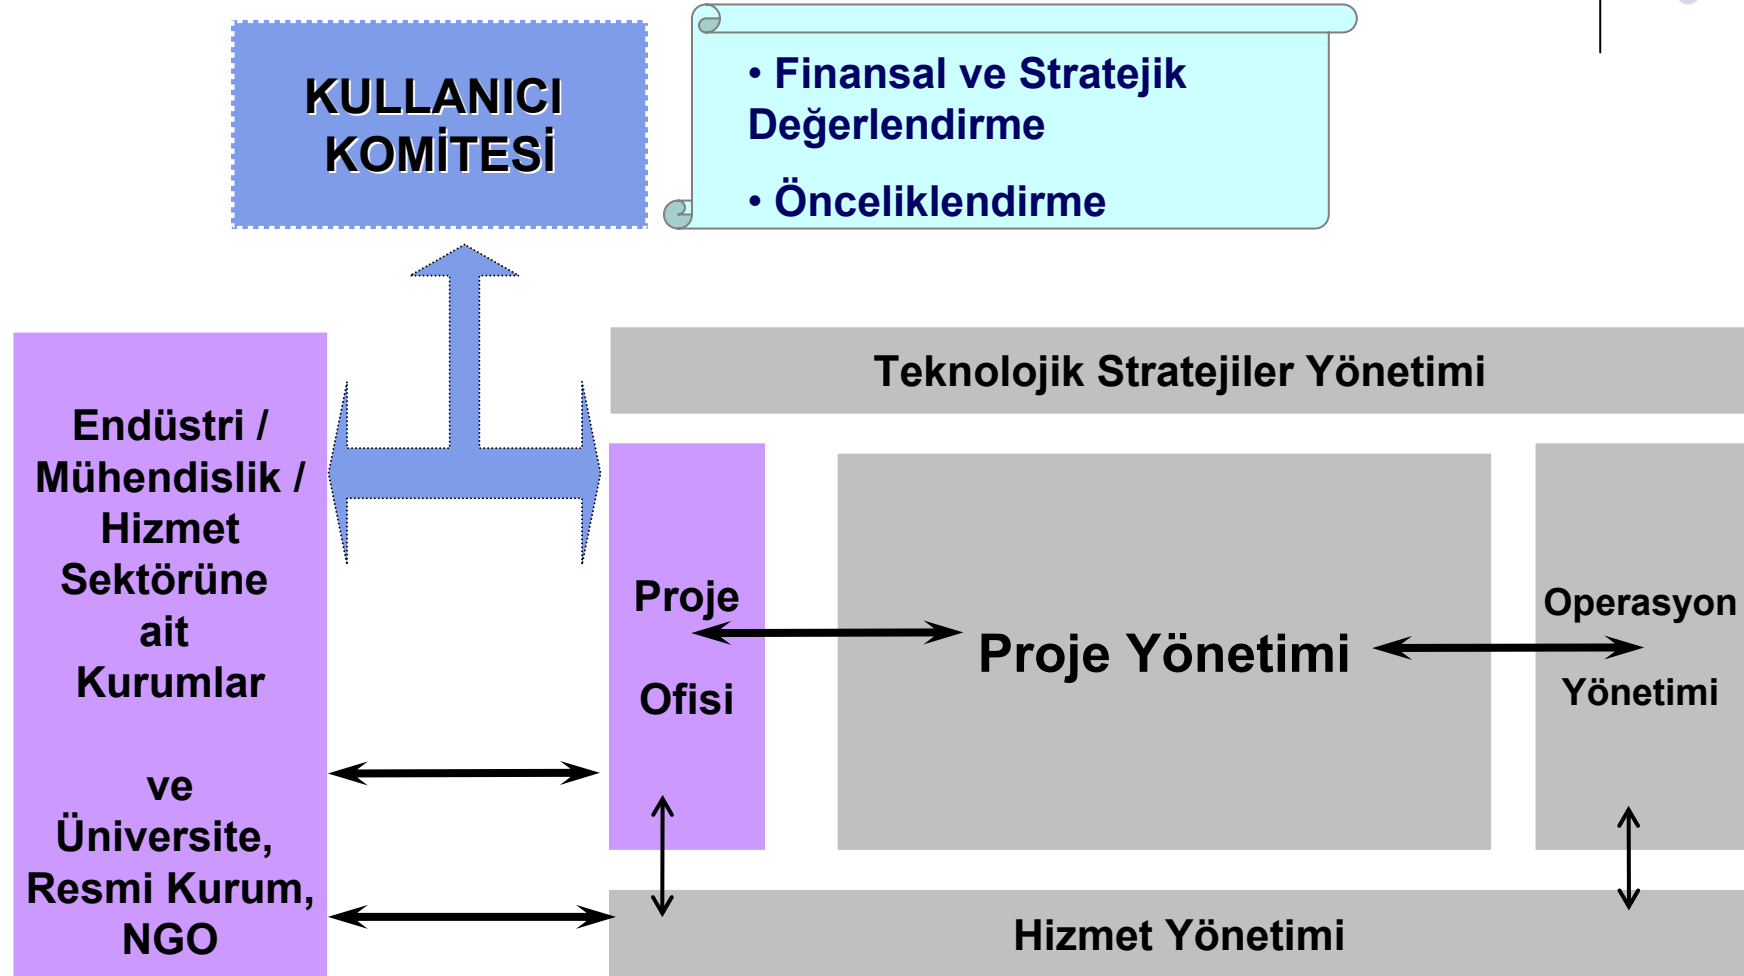 KULLANICI
KOMİTESİ
• Finansal ve Stratejik
Değerlendirme
• Önceliklendirme
Teknolojik Stratejiler Yönetimi
Endüstri /
Mühendislik /
Hizmet
Sektörüne
ait
Kurumlar
ve
Üniversite,
Resmi Kurum,
NGO
Proje
Ofisi
Proje Yönetimi
Operasyon
Yönetimi
Hizmet Yönetimi